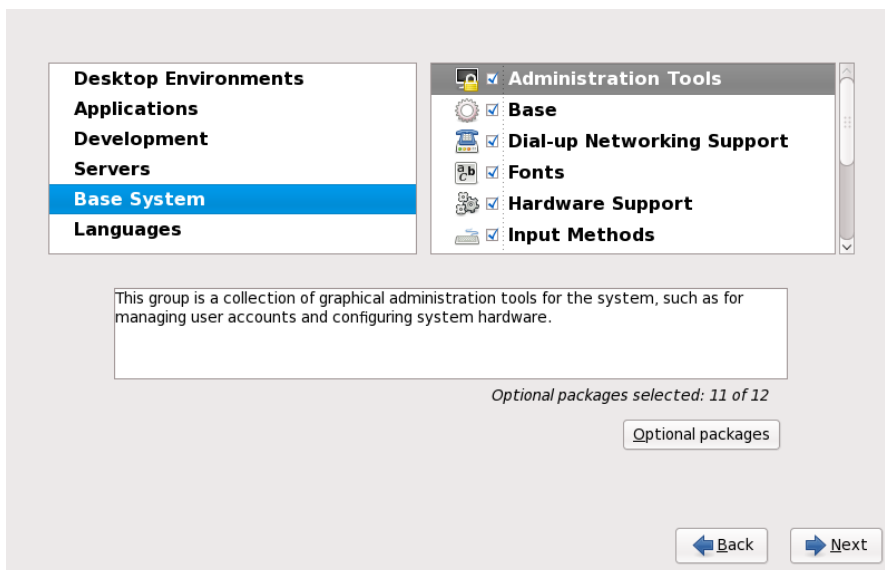 Desktop Environments
Applications
Development
Servers
Base System
Languages
Administration Tools
Base
Dial-up Networking Support
Fonts
Hardware Support
Input Methods
This group is a collection of graphical administration tools for the system, such as for
managing user accounts and configuring system hardware.
Optional packages selected: 11 of 12
Optional packages
Back
Next